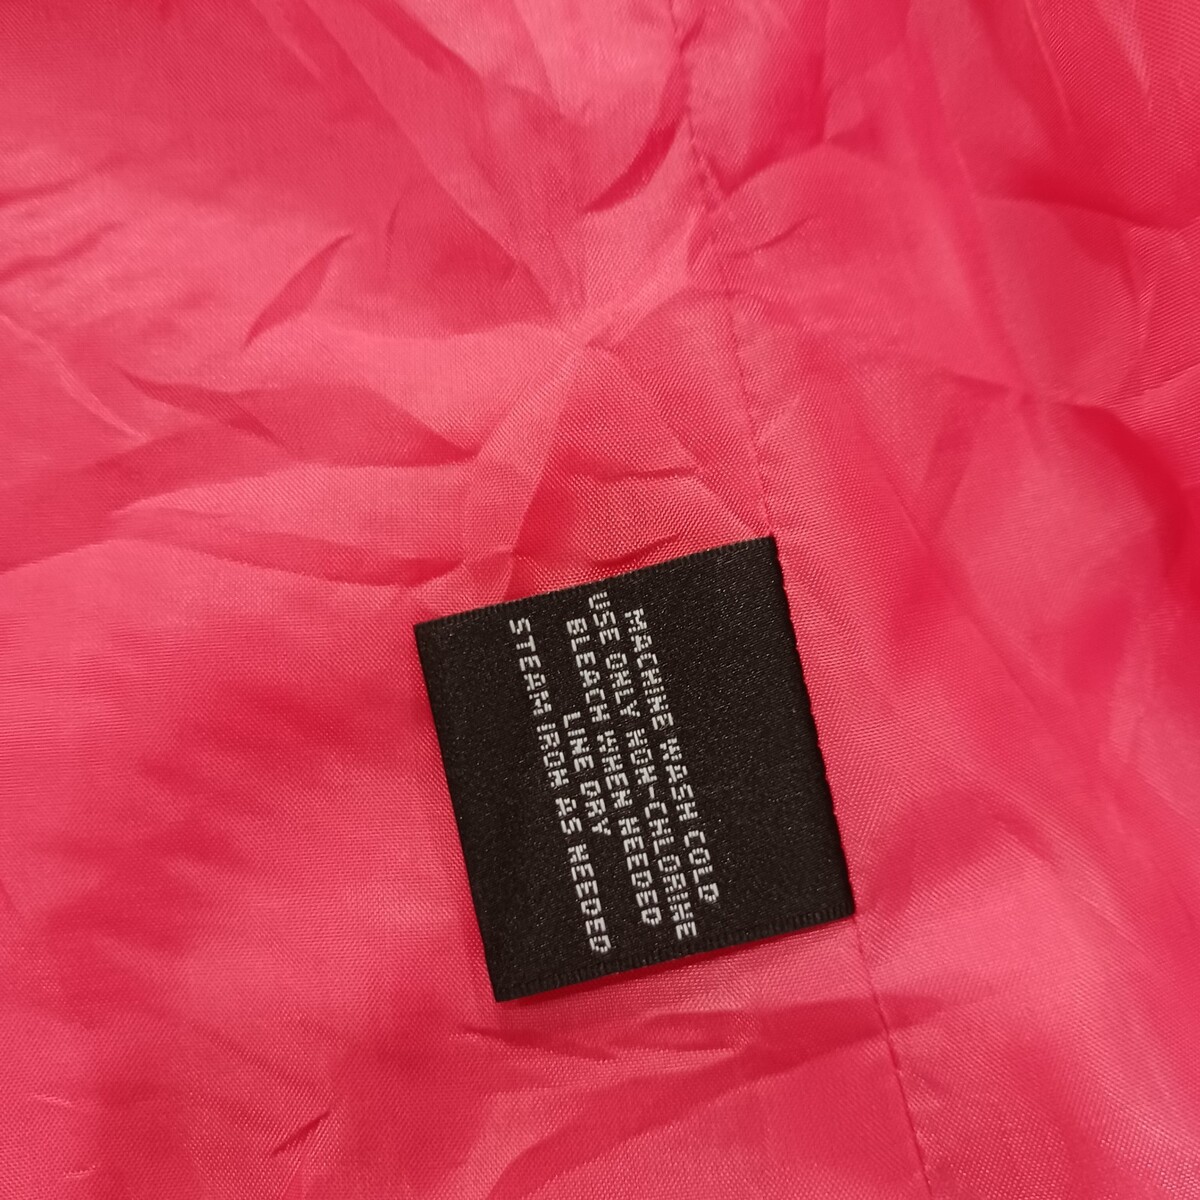 MACHINE WASH COLD
USE ONLY NON-CHLORINE
BLEACH WHEN NEEDED
LINE DRY
STEAM IRON AS NEEDED